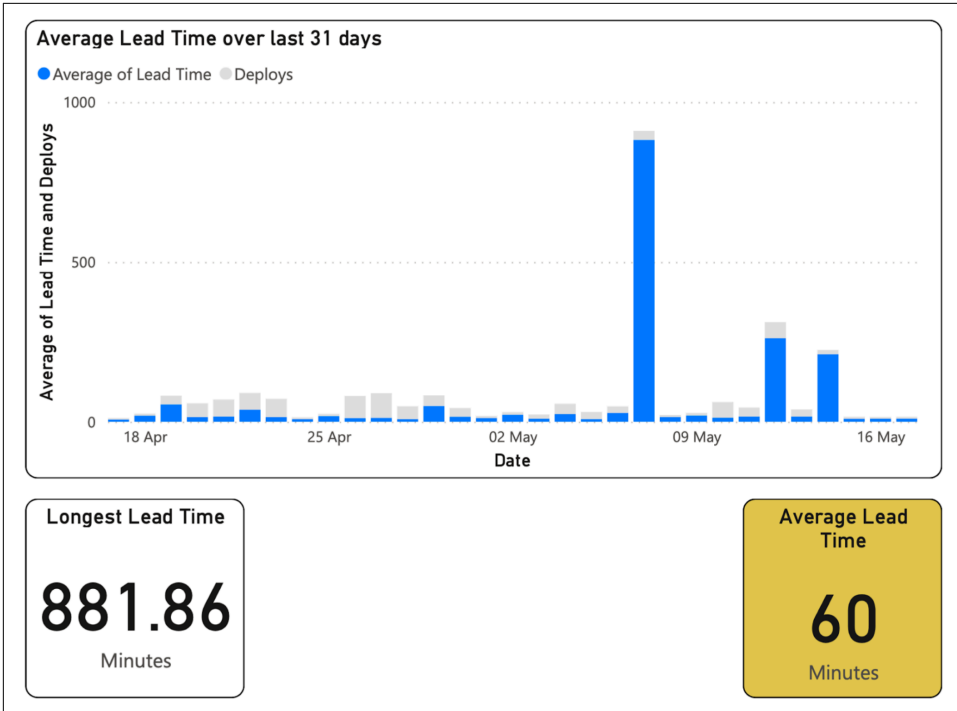 Average Lead Time over last 31 days
Average of Lead Time Deploys
Average of Lead Time and Deploys
1000
500
0
18 Apr 25 Apr 02 May 09 May 16 May
Date
Longest Lead Time
881.86
Minutes
Average Lead
Time
60
Minutes